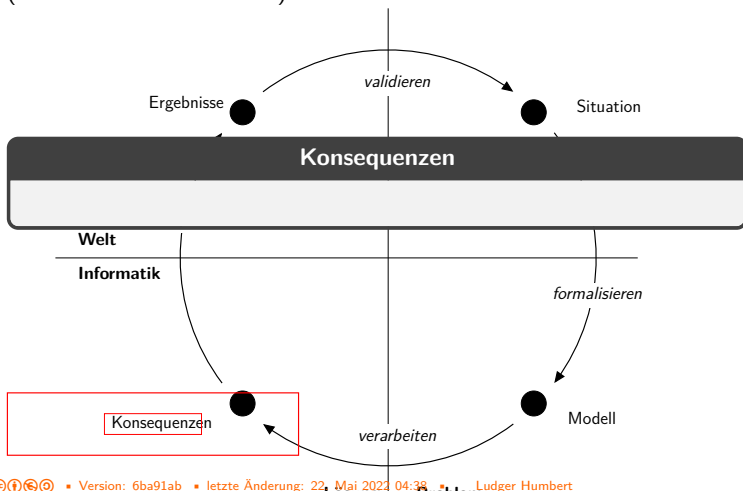 validieren
Ergebnisse
Situation
Konsequenzen
Welt
Informatik
formalisieren
Konsequenzen
Modell
verarbeiten
Version: 6ba91ab ▪ letzte Änderung: 22. Mai 2022 04:38 ▪ Ludger Humbert